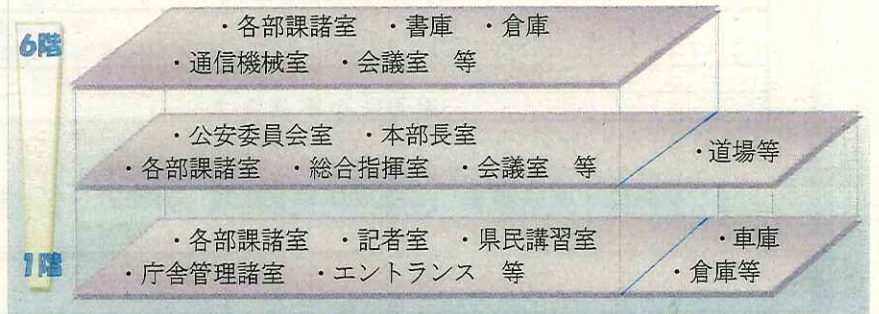 6階
・各部課諸室 ・書庫 ・倉庫
・通信機械室 ・会議室 等
・公安委員会室 ・本部長室
・各部課諸室 ・総合指揮室 ・会議室 等
・道場等
・各部課諸室 ・記者室 ・県民講習室
・庁舎管理諸室 ・エントランス 等
・車庫
・倉庫等
1階